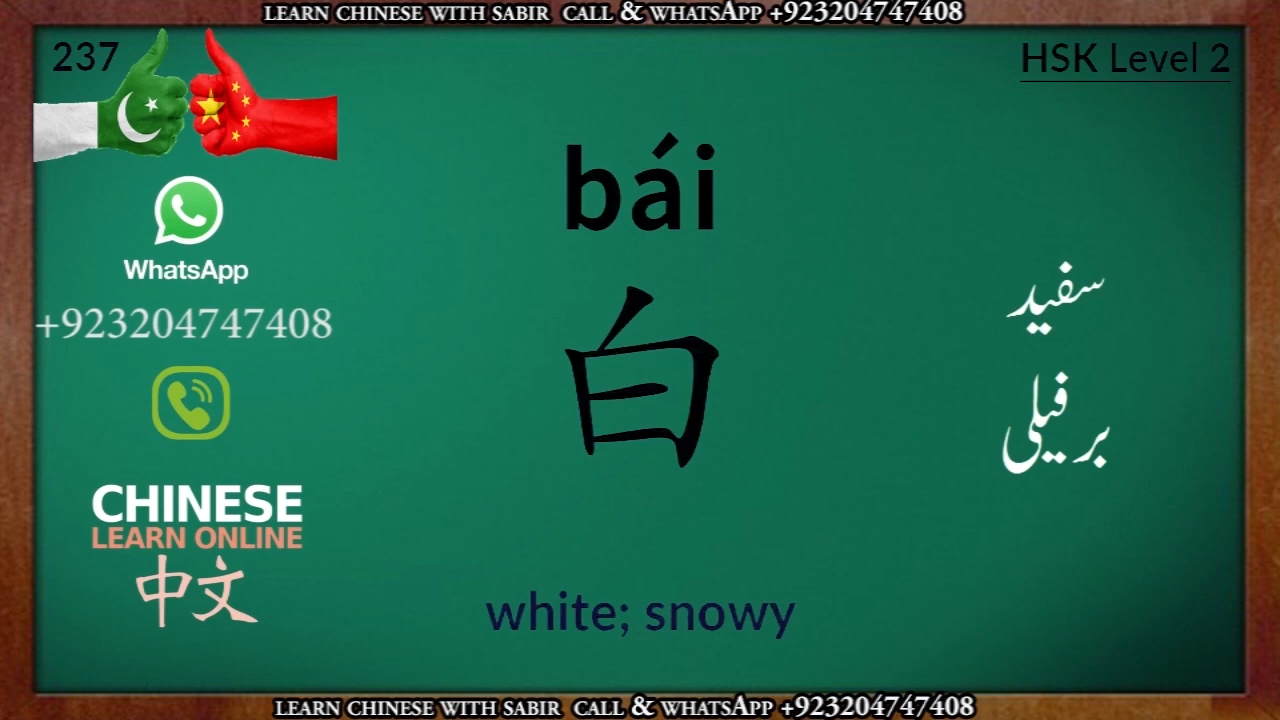 LEARN CHINESE WITH SABIR CALL & WHATSAPP +923204747408
237
HSK Level 2
bái
WhatsApp
سفید
+923204747408
白
برفیلی
CHINESE
LEARN ONLINE
中文
white; snowy
LEARN CHINESE WITH SABIR CALL & WHATSAPP +923204747408